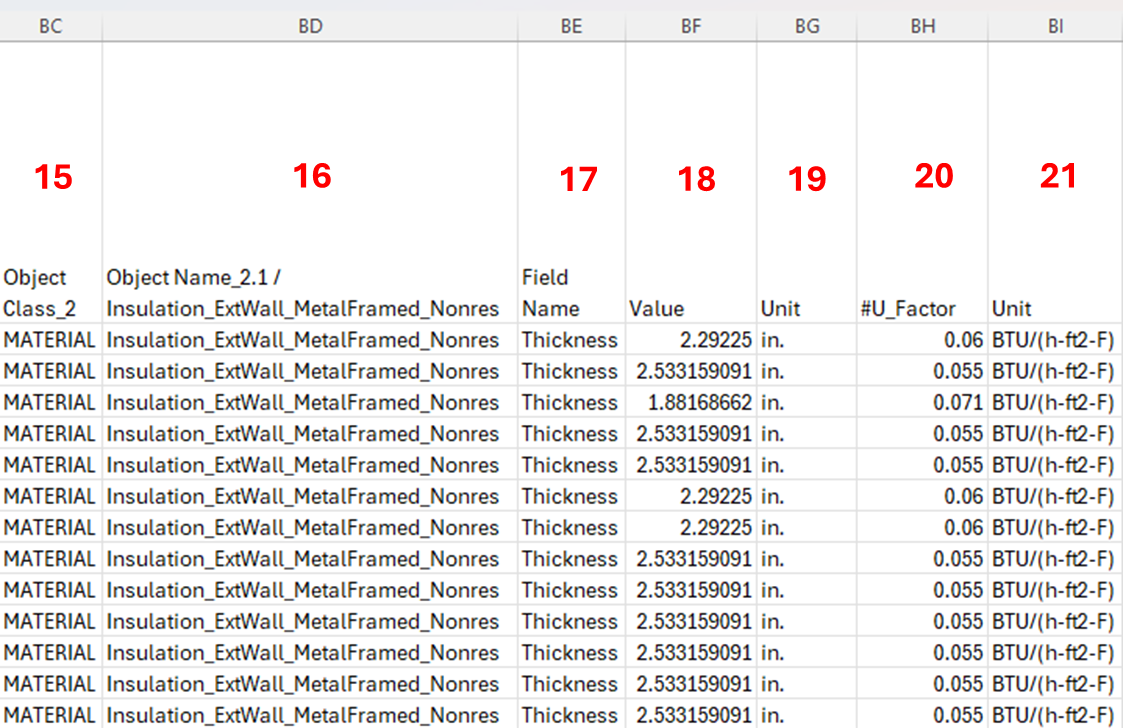 BC BD BE BF BG BH BI
15 16 17 18 19 20 21
Object Object Name_2.1 / Field
Class_2 Insulation_ExtWall_MetalFramed_Nonres Name Value Unit #U_Factor Unit
MATERIAL Insulation_ExtWall_MetalFramed_Nonres Thickness 2.29225 in. 0.06 BTU/(h-ft2-F)
MATERIAL Insulation_ExtWall_MetalFramed_Nonres Thickness 2.533159091 in. 0.055 BTU/(h-ft2-F)
MATERIAL Insulation_ExtWall_MetalFramed_Nonres Thickness 1.88168662 in. 0.071 BTU/(h-ft2-F)
MATERIAL Insulation_ExtWall_MetalFramed_Nonres Thickness 2.533159091 in. 0.055 BTU/(h-ft2-F)
MATERIAL Insulation_ExtWall_MetalFramed_Nonres Thickness 2.533159091 in. 0.055 BTU/(h-ft2-F)
MATERIAL Insulation_ExtWall_MetalFramed_Nonres Thickness 2.29225 in. 0.06 BTU/(h-ft2-F)
MATERIAL Insulation_ExtWall_MetalFramed_Nonres Thickness 2.29225 in. 0.06 BTU/(h-ft2-F)
MATERIAL Insulation_ExtWall_MetalFramed_Nonres Thickness 2.533159091 in. 0.055 BTU/(h-ft2-F)
MATERIAL Insulation_ExtWall_MetalFramed_Nonres Thickness 2.533159091 in. 0.055 BTU/(h-ft2-F)
MATERIAL Insulation_ExtWall_MetalFramed_Nonres Thickness 2.533159091 in. 0.055 BTU/(h-ft2-F)
MATERIAL Insulation_ExtWall_MetalFramed_Nonres Thickness 2.533159091 in. 0.055 BTU/(h-ft2-F)
MATERIAL Insulation_ExtWall_MetalFramed_Nonres Thickness 2.533159091 in. 0.055 BTU/(h-ft2-F)
MATERIAL Insulation_ExtWall_MetalFramed_Nonres Thickness 2.533159091 in. 0.055 BTU/(h-ft2-F)